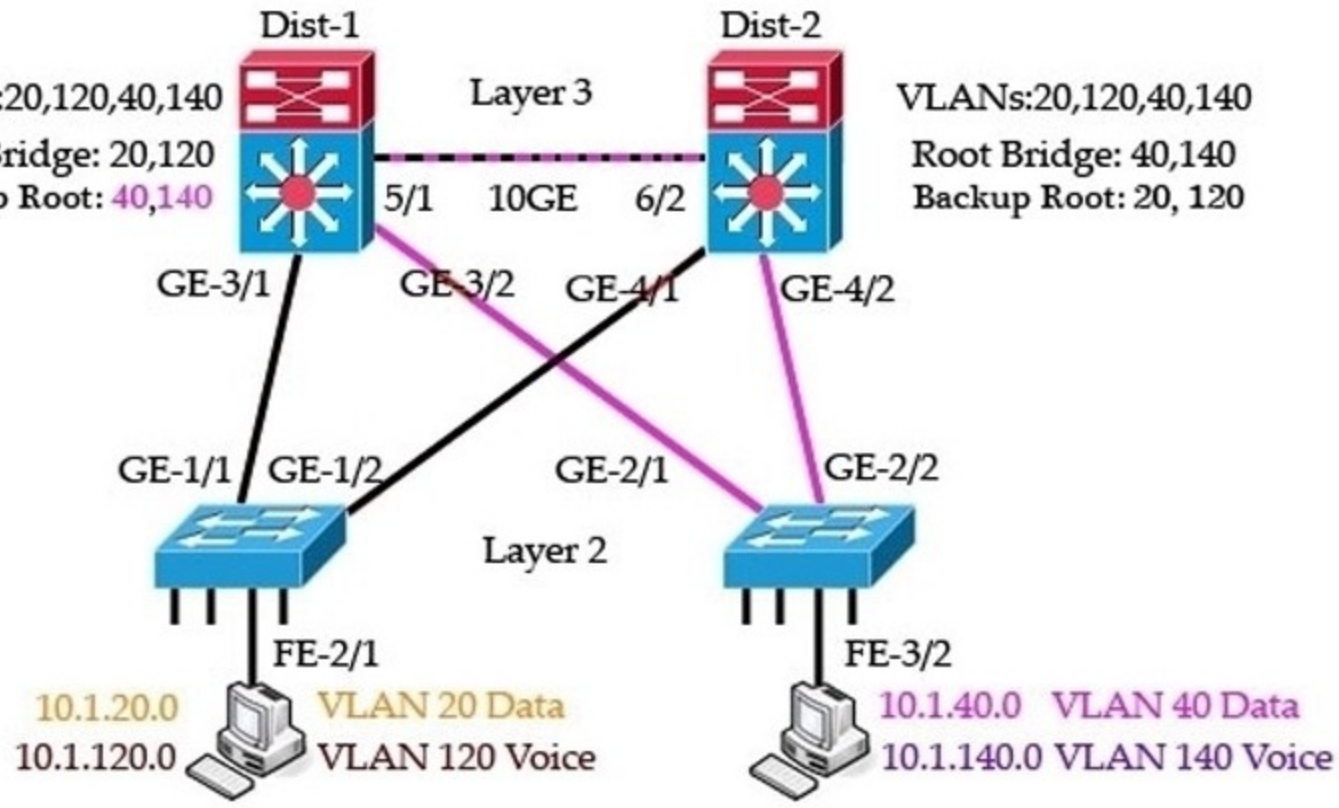 Dist-1
Dist-2
:20,120,40,140
Layer 3
VLANs:20,120,40,140
ridge: 20,120
Root Bridge: 40,140
Root: 40,140
5/1
10GE
6/2
Backup Root: 20, 120
GE-3/1
GE-3/2
GE-4/1
GE-4/2
GE-1/1
GE-1/2
GE-2/1
GE-2/2
Layer 2
FE-2/1
FE-3/2
10.1.20.0
VLAN 20 Data
10.1.40.0
VLAN 40 Data
10.1.120.0
VLAN 120 Voice
10.1.140.0
VLAN 140 Voice